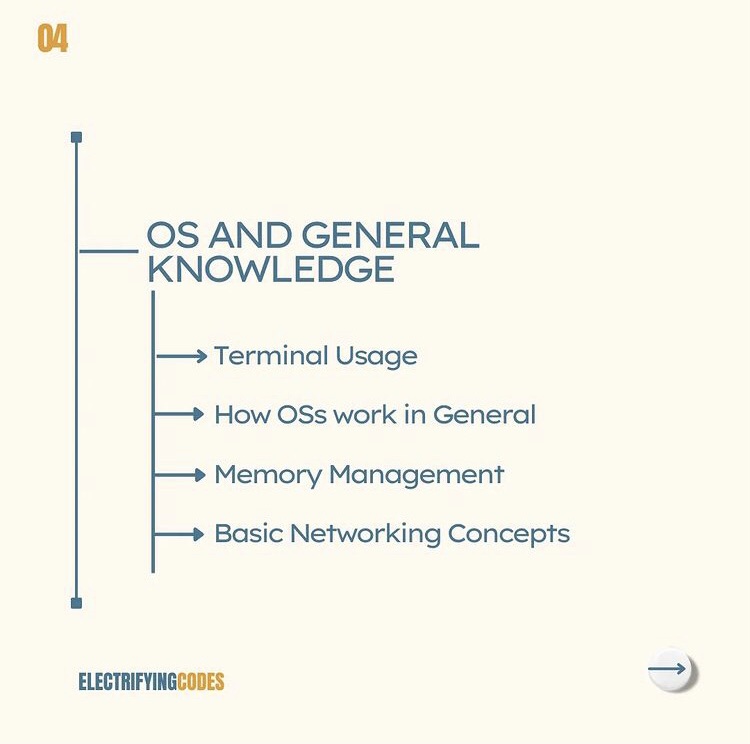 04
OS AND GENERAL
KNOWLEDGE
Terminal Usage
How OSs work in General
Memory Management
Basic Networking Concepts
ELECTRIFYINGCODES